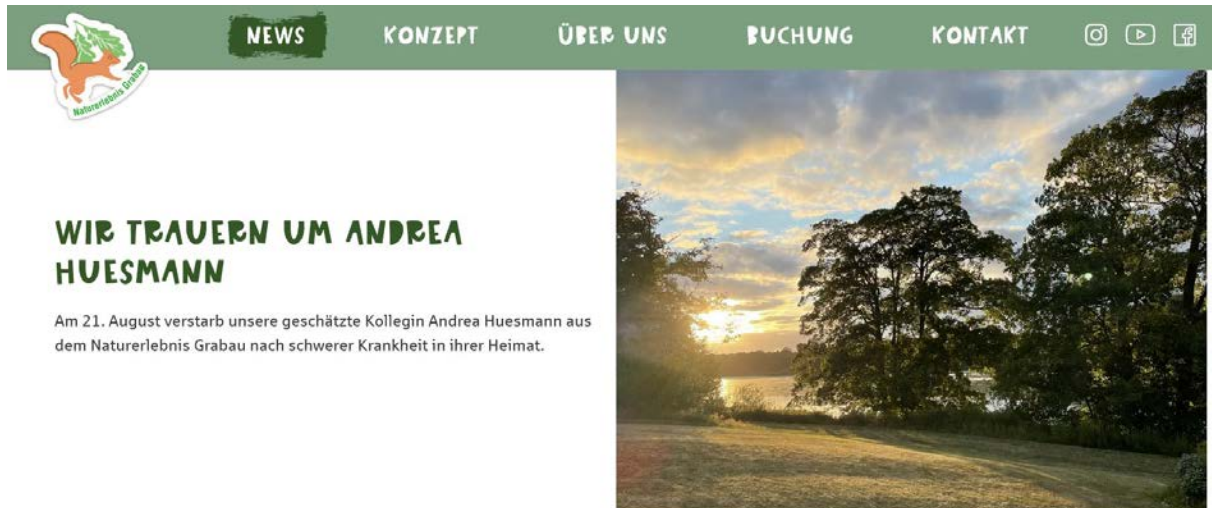 NEWS
KONZEPT
ÜBER UNS
BUCHUNG
KONTAKT
Naturerlebnis Grabau
WIR TRAUERN UM ANDREA
HUESMANN
Am 21. August verstarb unsere geschätzte Kollegin Andrea Huesmann aus
dem Naturerlebnis Grabau nach schwerer Krankheit in ihrer Heimat.